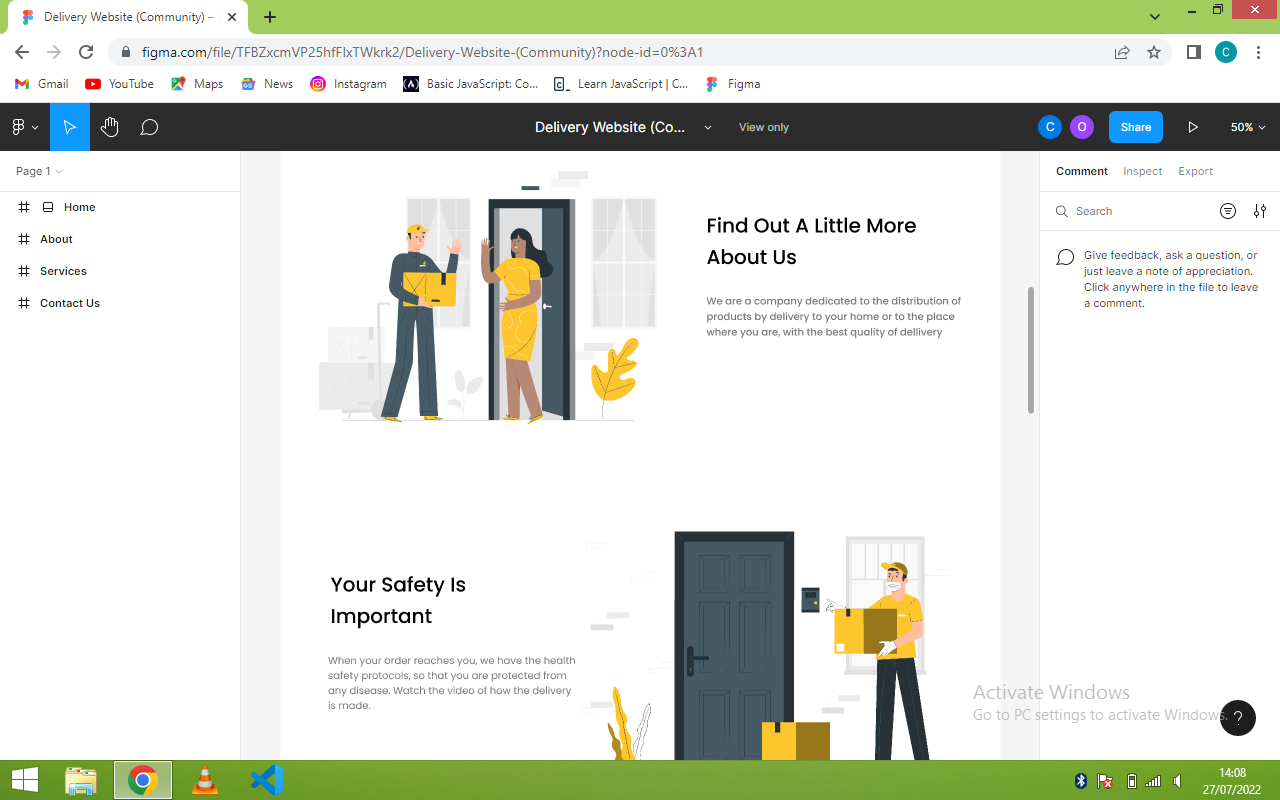 Delivery Website (Community) –
figma.com/file/TFBZxcmVP25hfFIxTWkrk2/Delivery-Website-(Community)?node-id=0%3A1
C
Gmail
YouTube
Maps
News
Instagram
Basic JavaScript: Co...
Learn JavaScript | C...
Figma
Delivery Website (Co...
View only
C
O
Share
50%
Page 1
Home
About
Services
Contact Us
Find Out A Little More
About Us
We are a company dedicated to the distribution of
products by delivery to your home or to the place
where you are, with the best quality of dellivery
Your Safety Is
Important
When your order reaches you, we have the health
safety protocols, so that you are protected from
any disease. Watch the video of how the delivery
is made.
Comment
Inspect
Export
Search
Give feedback, ask a question, or
just leave a note of appreciation.
Click anywhere in the file to leave
a comment.
Activate Windows
Go to PC settings to activate Windows.
?
14:08
27/07/2022